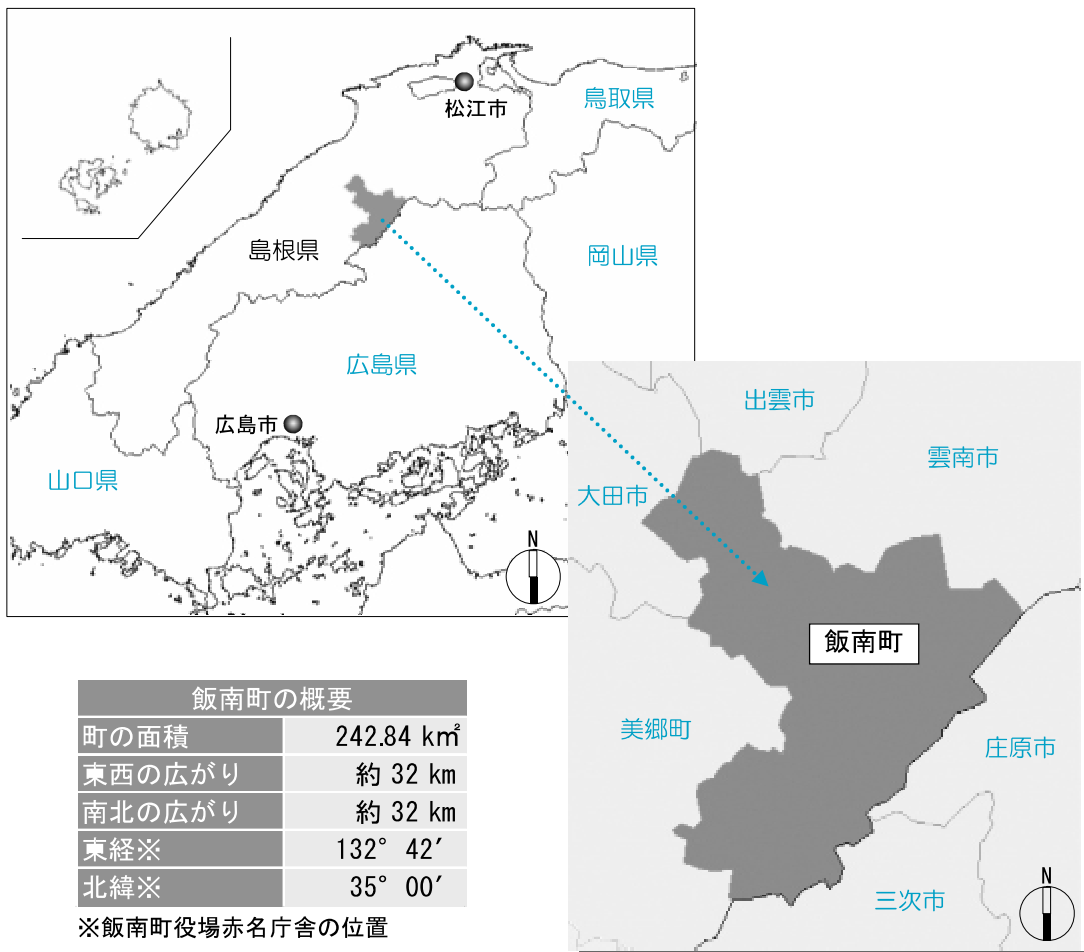 松江市
鳥取県
島根県
岡山県
広島県
広島市
山口県
N
出雲市
雲南市
大田市
飯南町
美郷町
庄原市
三次市
N
飯南町の概要
町の面積 242.84 k㎡
東西の広がり 約 32 km
南北の広がり 約 32 km
東経※ 132° 42′
北緯※ 35° 00′
※飯南町役場赤名庁舎の位置